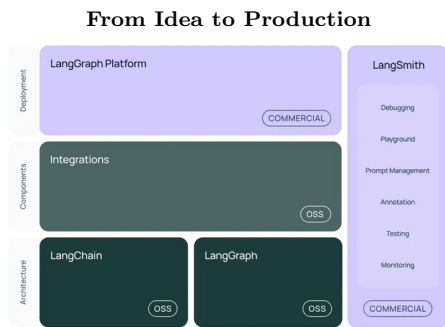 From Idea to Production
Deployment
LangGraph Platform
COMMERCIAL
Components
Integrations
OSS
Architecture
LangChain
OSS
LangGraph
OSS
LangSmith
Debugging
Playground
Prompt Management
Annotation
Testing
Monitoring
COMMERCIAL